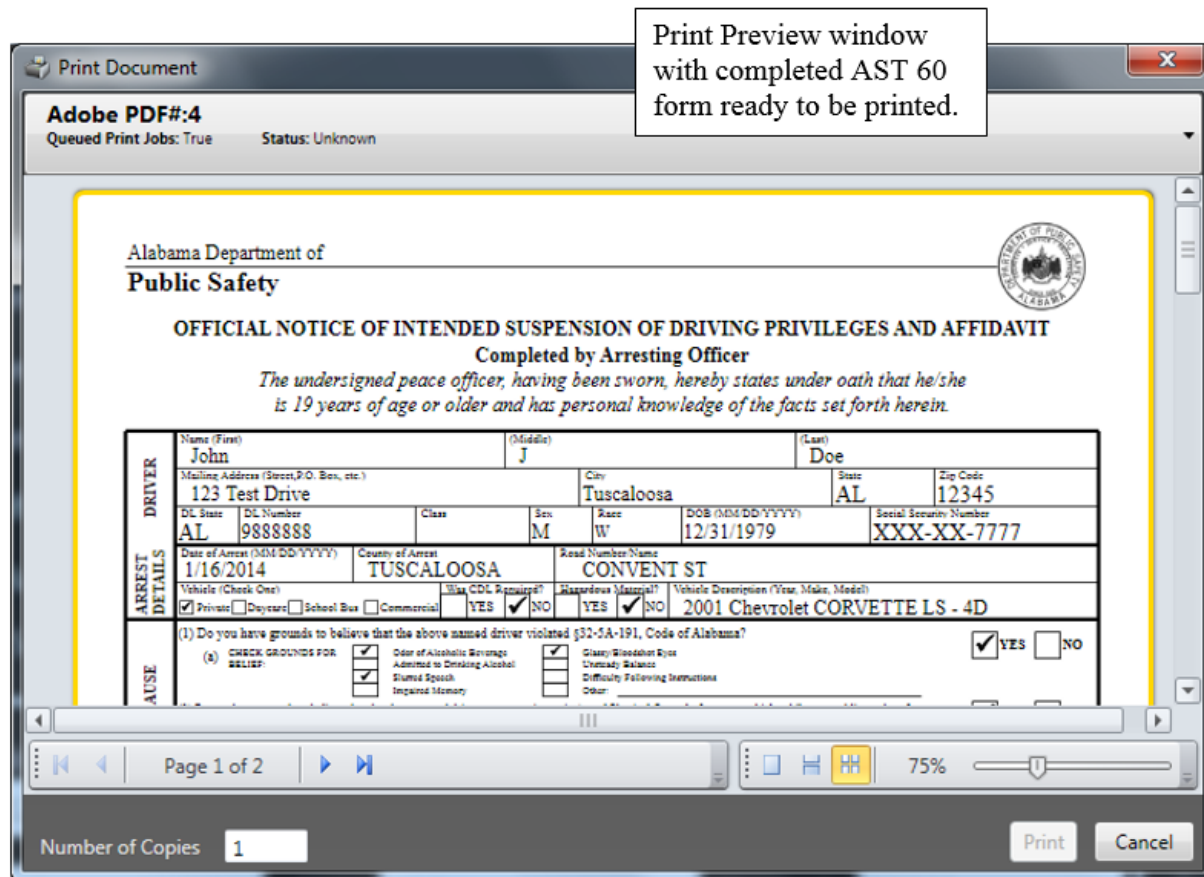 Print Preview window
with completed AST 60
form ready to be printed.
Print Document
Adobe PDF#:4
Queued Print Jobs: True Status: Unknown
Alabama Department of
Public Safety
DEPARTMENT OF PUBLIC SAFETY
ALABAMA
OFFICIAL NOTICE OF INTENDED SUSPENSION OF DRIVING PRIVILEGES AND AFFIDAVIT
Completed by Arresting Officer
The undersigned peace officer, having been sworn, hereby states under oath that he/she
is 19 years of age or older and has personal knowledge of the facts set forth herein.
DRIVER
Name (First) (Middle) (Last)
John J Doe
Mailing Address (Street,P.O. Box, etc.) City State Zip Code
123 Test Drive Tuscaloosa AL 12345
DL State DL Number Class Sex Race DOB (MM/DD/YYYY) Social Security Number
AL 9888888 M W 12/31/1979 XXX-XX-7777
ARREST
DETAILS
Date of Arrest (MM/DD/YYYY) County of Arrest Road Number/Name
1/16/2014 TUSCALOOSA CONVENT ST
Vehicle (Check One) Was CDL Required? Hazardous Material? Vehicle Description (Year, Make, Model)
Private Daycare School Bus Commercial YES NO YES NO 2001 Chevrolet CORVETTE LS - 4D
AUSE
(1) Do you have grounds to believe that the above named driver violated §32-5A-191, Code of Alabama? YES NO
(a) CHECK GROUNDS FOR Odor of Alcoholic Beverage Glassy/Bloodshot Eyes
BELIEF: Admitted to Drinking Alcohol Unsteady Balance
Slurred Speech Difficulty Following Instructions
Impaired Memory Other:
Page 1 of 2 75%
Number of Copies 1 Print Cancel